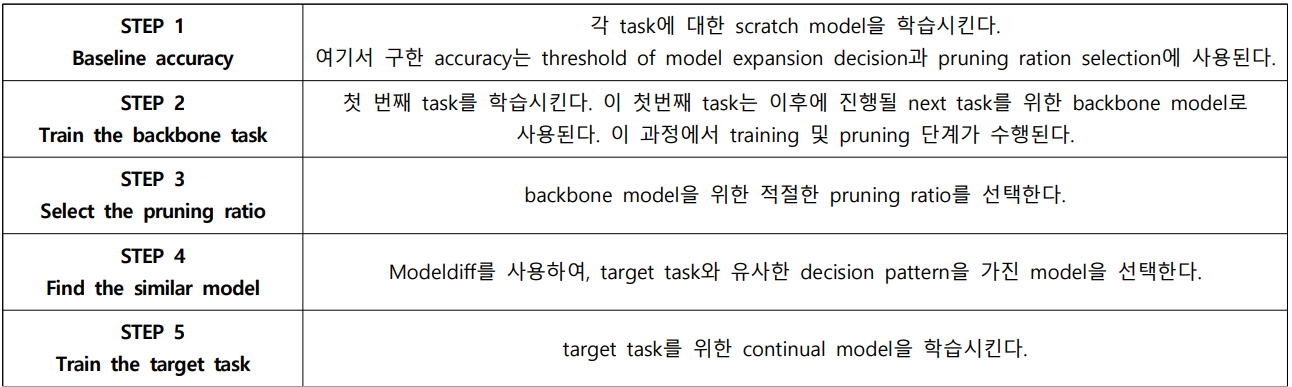 STEP 1
Baseline accuracy
각 task에 대한 scratch model을 학습시킨다.
여기서 구한 accuracy는 threshold of model expansion decision과 pruning ration selection에 사용된다.
STEP 2
Train the backbone task
첫 번째 task를 학습시킨다. 이 첫번째 task는 이후에 진행될 next task를 위한 backbone model로
사용된다. 이 과정에서 training 및 pruning 단계가 수행된다.
STEP 3
Select the pruning ratio
backbone model을 위한 적절한 pruning ratio를 선택한다.
STEP 4
Find the similar model
Modeldiff를 사용하여, target task와 유사한 decision pattern을 가진 model을 선택한다.
STEP 5
Train the target task
target task를 위한 continual model을 학습시킨다.